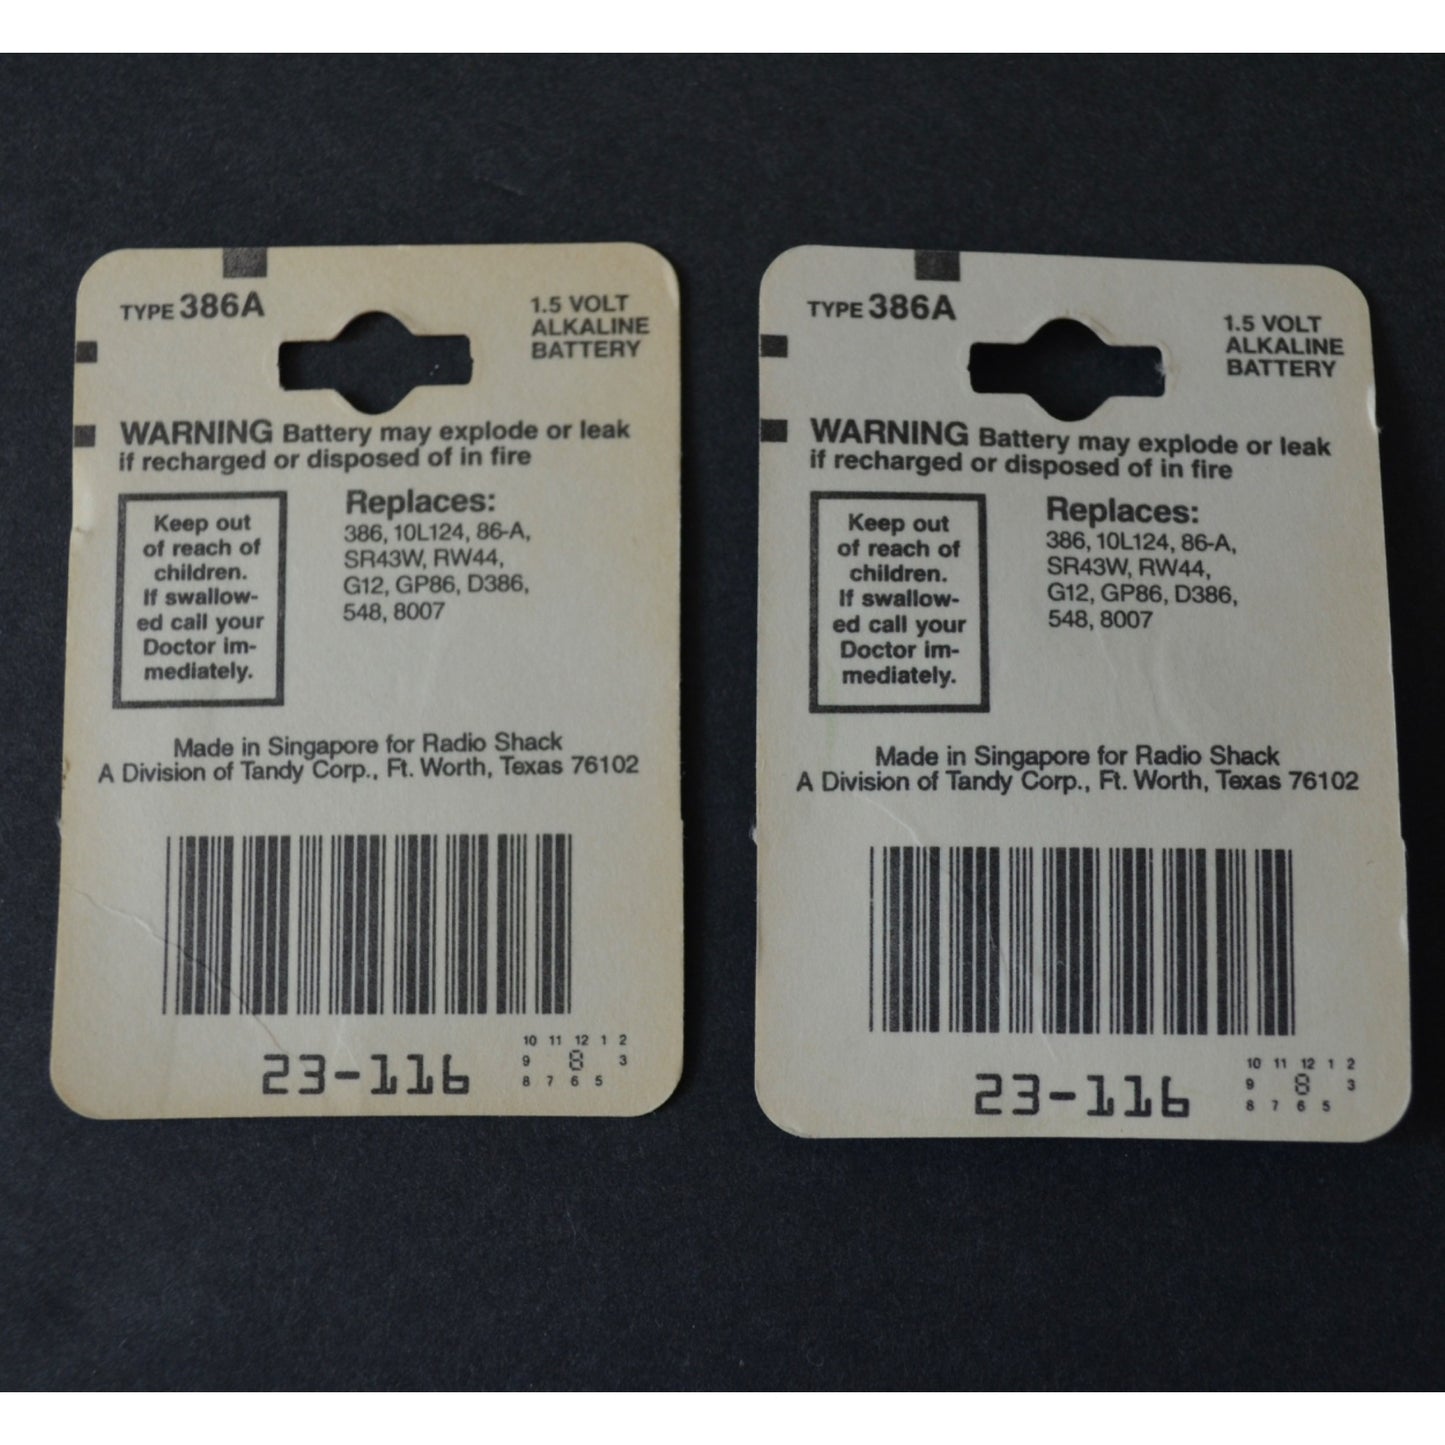 TYPE 386A
1.5 VOLT
ALKALINE
BATTERY
WARNING Battery may explode or leak
if recharged or disposed of in fire
Keep out
of reach of
children.
If swallow-
ed call your
Doctor im-
mediately.
Replaces:
386, 10L124, 86-A,
SR43W, RW44,
G12, GP86, D386,
548, 8007
Made in Singapore for Radio Shack
A Division of Tandy Corp., Ft. Worth, Texas 76102
23-116
10 11 12 1 2
9 8 3
8 7 6 5
TYPE 386A
1.5 VOLT
ALKALINE
BATTERY
WARNING Battery may explode or leak
if recharged or disposed of in fire
Keep out
of reach of
children.
If swallow-
ed call your
Doctor im-
mediately.
Replaces:
386, 10L124, 86-A,
SR43W, RW44,
G12, GP86, D386,
548, 8007
Made in Singapore for Radio Shack
A Division of Tandy Corp., Ft. Worth, Texas 76102
23-116
10 11 12 1 2
9 8 3
8 7 6 5